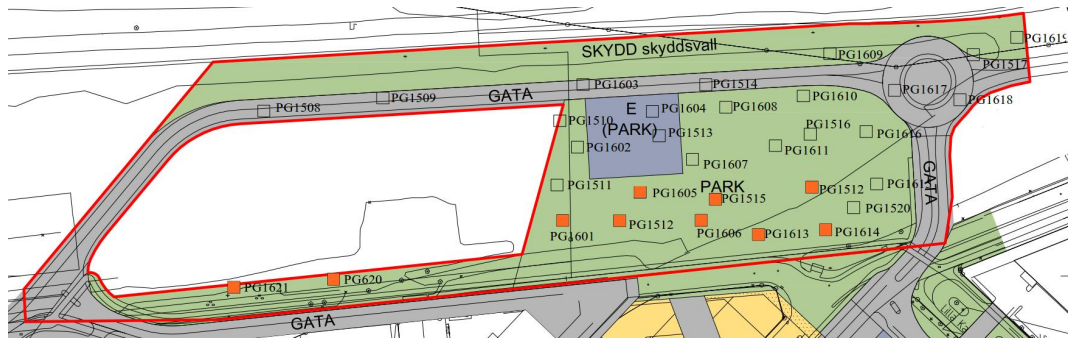 SKYDD skyddsvall
PG1619
PG1609
PG1517
PG1603
PG1514
PG1617
PG1508
PG1509
GATA
E
(PARK)
PG1604
PG1608
PG1610
PG1618
PG1510
PG1513
PG1516
PG1616
PG1602
PG1611
PG1607
GATA
PG1511
PG1605
PARK
PG1512
PG1515
PG1520
PG1601
PG1512
PG1606
PG1613
PG1614
PG1621
PG620
GATA